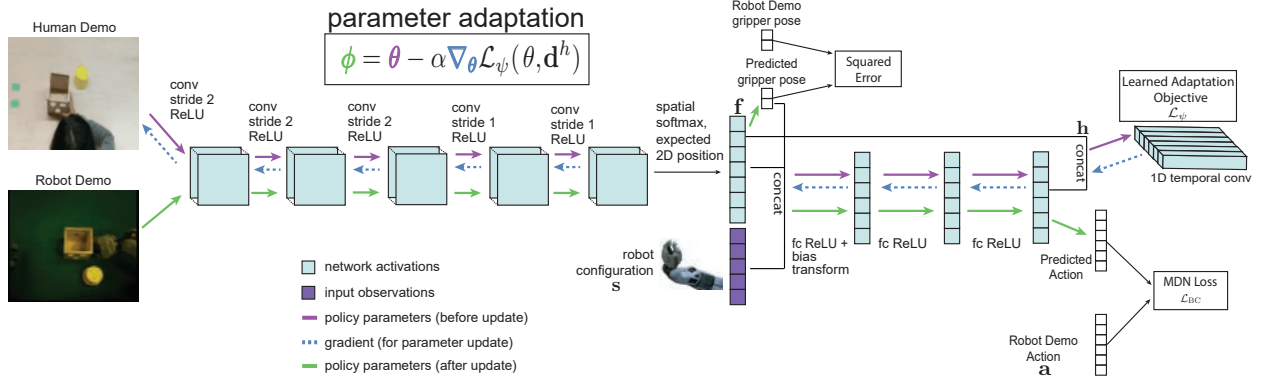 parameter adaptation
ϕ = θ − α∇_θ ℒ_ψ(θ, d^h)
Human Demo
Robot Demo
conv
stride 2
ReLU
conv
stride 2
ReLU
conv
stride 2
ReLU
conv
stride 1
ReLU
conv
stride 1
ReLU
spatial
softmax,
expected
2D position
f
Robot Demo
gripper pose
Predicted
gripper pose
Squared
Error
concat
robot
configuration
s
fc ReLU +
bias
transform
fc ReLU
fc ReLU
h
concat
Learned Adaptation
Objective
ℒ_ψ
1D temporal conv
Predicted
Action
MDN Loss
ℒ_BC
Robot Demo
Action
a
network activations
input observations
policy parameters (before update)
gradient (for parameter update)
policy parameters (after update)